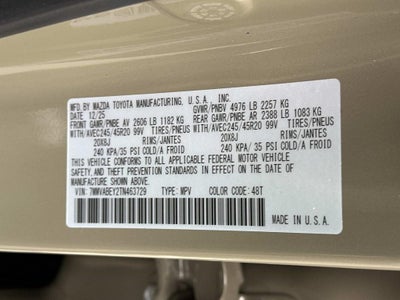 MFD. BY MAZDA TOYOTA MANUFACTURING, U.S.A., INC.
DATE: 12/25 GVWR/PNBV 4976 LB 2257 KG
FRONT GAWR/PNBE AV 2606 LB 1182 KG REAR GAWR/PNBE AR 2388 LB 1083 KG
WITH/AVEC245/45R20 99V TIRES/PNEUS WITH/AVEC245/45R20 99V TIRES/PNEUS
20X8J RIMS/JANTES 20X8J RIMS/JANTES
240 KPA/35 PSI COLD/A FROID 240 KPA/35 PSI COLD/A FROID
THIS VEHICLE CONFORMS TO ALL APPLICABLE FEDERAL MOTOR VEHICLE
SAFETY, BUMPER, AND THEFT PREVENTION STANDARDS IN EFFECT ON THE DATE OF
MANUFACTURE SHOWN ABOVE.
VIN: 7MMVABEY2TN463729 TYPE: MPV COLOR CODE: 48T
MADE IN U.S.A.